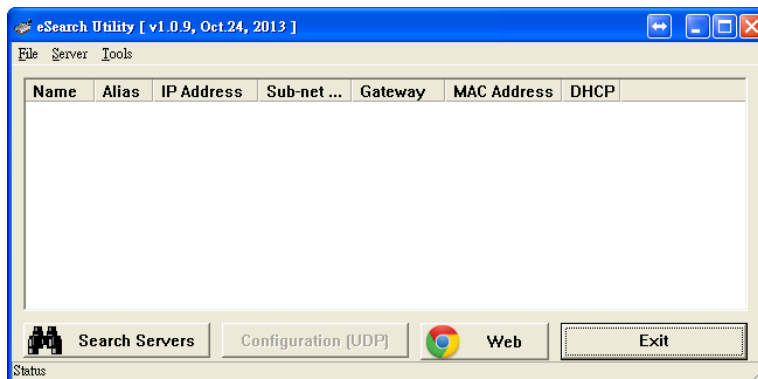 eSearch Utility [ v1.0.9, Oct.24, 2013 ]
File Server Tools
Name Alias IP Address Sub-net ... Gateway MAC Address DHCP
Search Servers Configuration (UDP) Web Exit
Status